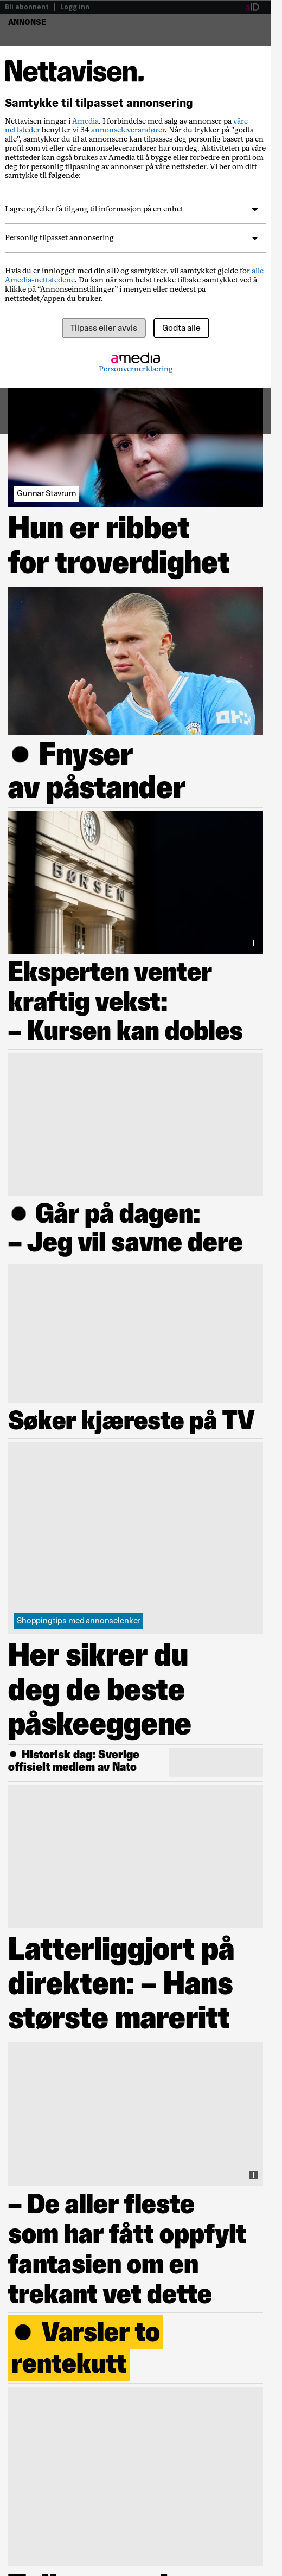 Bli abonnent | Logg inn
aID
ANNONSE
Nettavisen.
Samtykke til tilpasset annonsering
Nettavisen inngår i Amedia. I forbindelse med salg av annonser på våre
nettsteder benytter vi 34 annonseleverandører. Når du trykker på "godta
alle", samtykker du til at annonsene kan tilpasses deg personlig basert på en
profil som vi eller våre annonseleverandører har om deg. Aktiviteten på våre
nettsteder kan også brukes av Amedia til å bygge eller forbedre en profil om
deg for personlig tilpasning av annonser på våre nettsteder. Vi ber om ditt
samtykke til følgende:
Lagre og/eller få tilgang til informasjon på en enhet
Personlig tilpasset annonsering
Hvis du er innlogget med din aID og samtykker, vil samtykket gjelde for alle
Amedia-nettstedene. Du kan når som helst trekke tilbake samtykket ved å
klikke på “Annonseinnstillinger” i menyen eller nederst på
nettstedet/appen du bruker.
Tilpass eller avvis
Godta alle
amedia
Personvernerklæring
Gunnar Stavrum
Hun er ribbet
for troverdighet
● Fnyser
av påstander
BØRSEN
Eksperten venter
kraftig vekst:
– Kursen kan dobles
● Går på dagen:
– Jeg vil savne dere
Søker kjæreste på TV
Shoppingtips med annonselenker
Her sikrer du
deg de beste
påskeeggene
● Historisk dag: Sverige
offisielt medlem av Nato
Latterliggjort på
direkten: – Hans
største mareritt
– De aller fleste
som har fått oppfylt
fantasien om en
trekant vet dette
● Varsler to
rentekutt